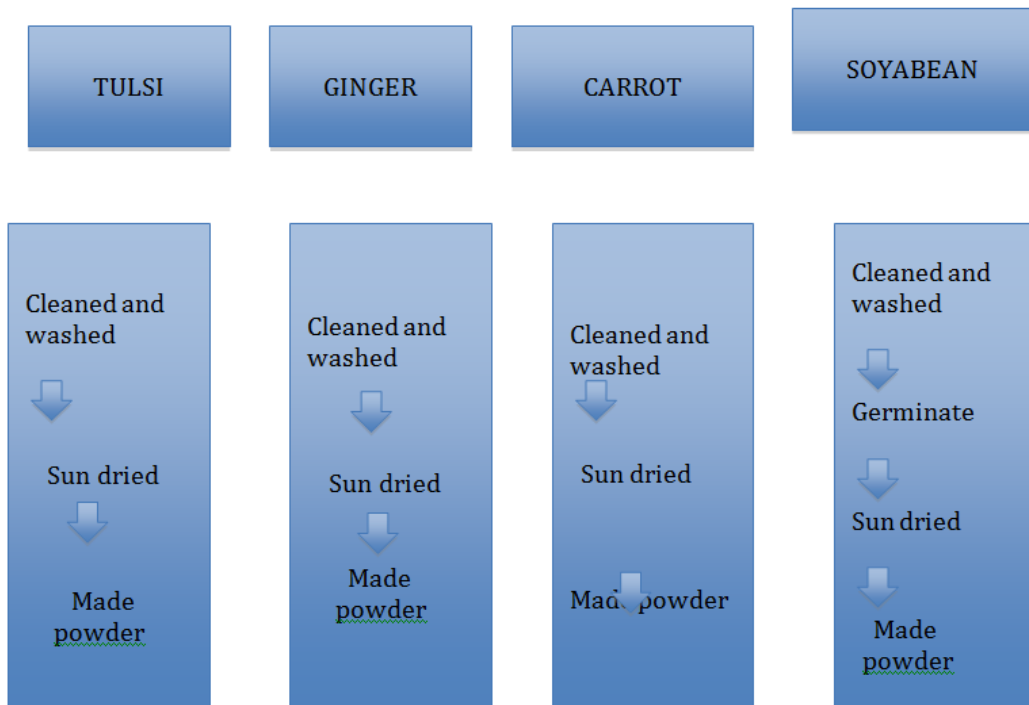 TULSI
GINGER
CARROT
SOYABEAN
Cleaned and
washed
Sun dried
Made
powder
Cleaned and
washed
Sun dried
Made
powder
Cleaned and
washed
Sun dried
Made powder
Cleaned and
washed
Germinate
Sun dried
Made
powder